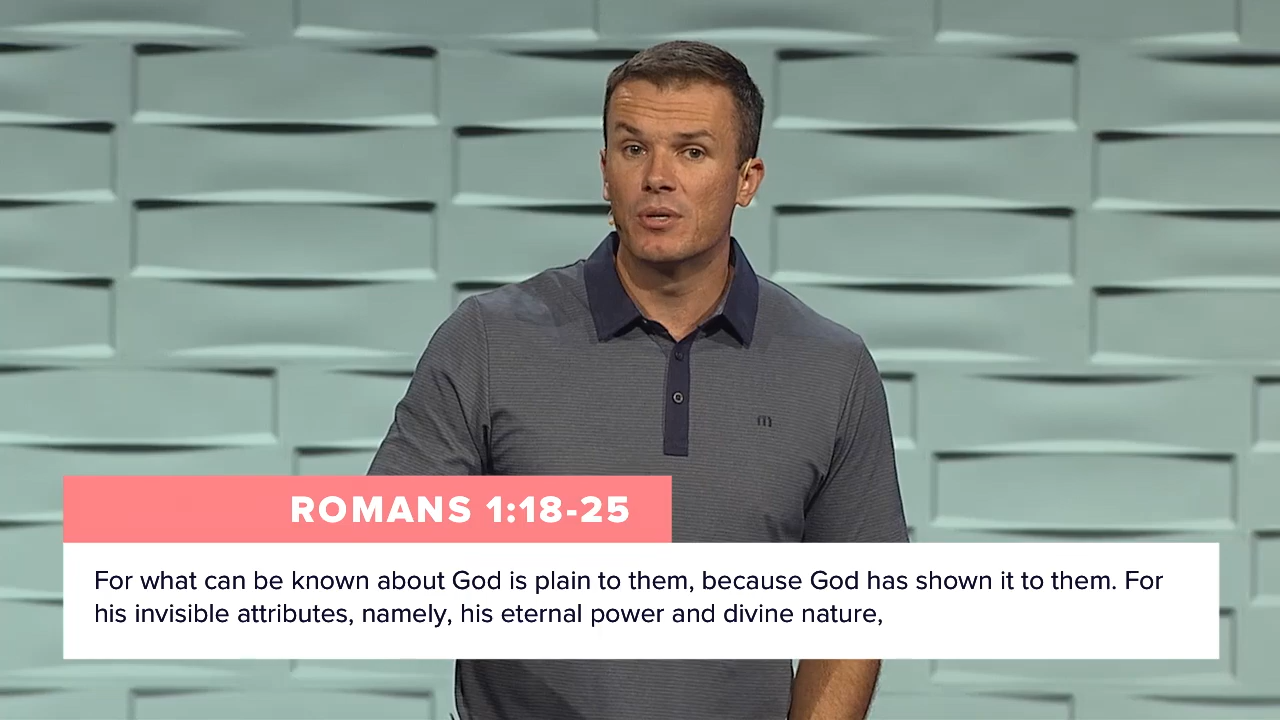 ROMANS 1:18-25
For what can be known about God is plain to them, because God has shown it to them. For
his invisible attributes, namely, his eternal power and divine nature,